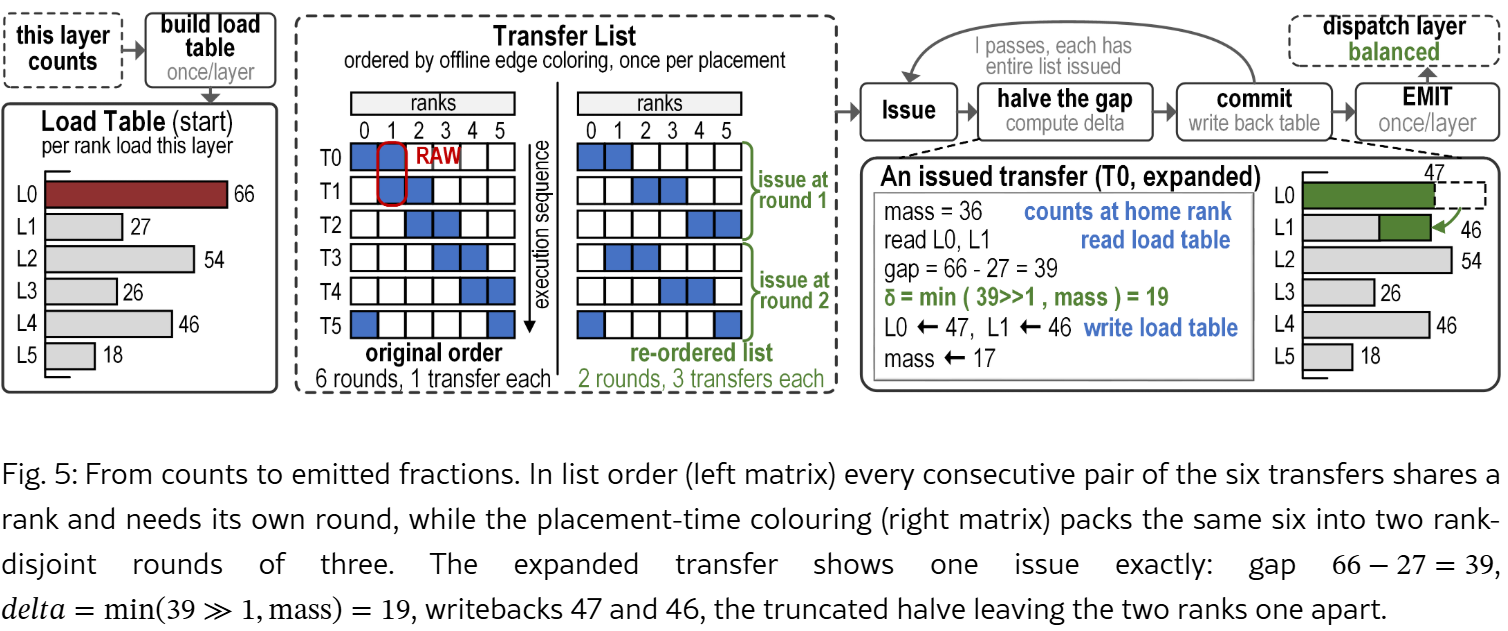 this layer
counts
build load
table
once/layer
Load Table (start)
per rank load this layer
L0 66
L1 27
L2 54
L3 26
L4 46
L5 18
Transfer List
ordered by offline edge coloring, once per placement
ranks
0 1 2 3 4 5
T0 RAW
T1
T2
T3
T4
T5
execution sequence
original order
6 rounds, 1 transfer each
ranks
0 1 2 3 4 5
issue at
round 1
issue at
round 2
re-ordered list
2 rounds, 3 transfers each
I passes, each has
entire list issued
Issue
halve the gap
compute delta
commit
write back table
EMIT
once/layer
dispatch layer
balanced
An issued transfer (T0, expanded)
mass = 36 counts at home rank
read L0, L1 read load table
gap = 66 - 27 = 39
δ = min ( 39>>1 , mass ) = 19
L0 ← 47, L1 ← 46 write load table
mass ← 17
47
L0
L1 46
L2 54
L3 26
L4 46
L5 18
Fig. 5: From counts to emitted fractions. In list order (left matrix) every consecutive pair of the six transfers shares a
rank and needs its own round, while the placement-time colouring (right matrix) packs the same six into two rank-
disjoint rounds of three. The expanded transfer shows one issue exactly: gap 66 − 27 = 39,
delta = min(39 ≫ 1, mass) = 19, writebacks 47 and 46, the truncated halve leaving the two ranks one apart.